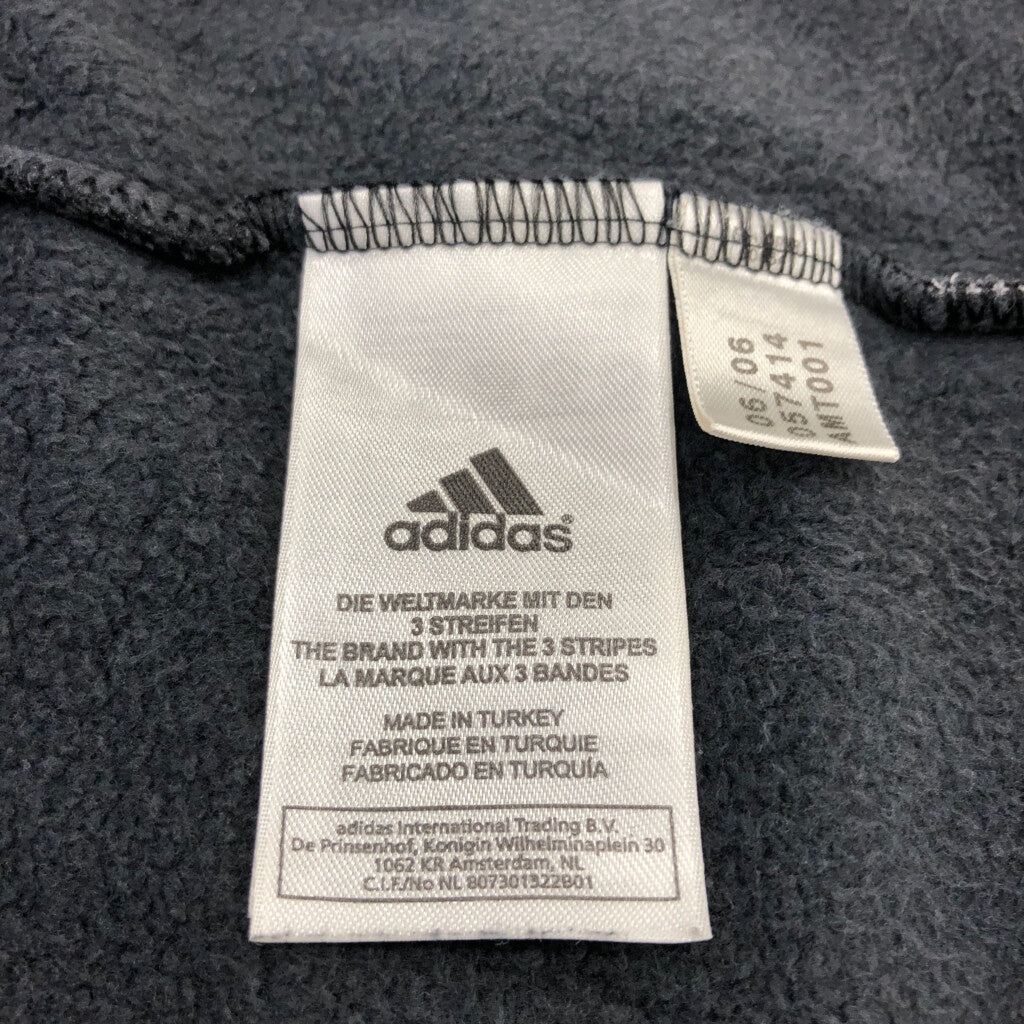 adidas®
DIE WELTMARKE MIT DEN
3 STREIFEN
THE BRAND WITH THE 3 STRIPES
LA MARQUE AUX 3 BANDES
MADE IN TURKEY
FABRIQUE EN TURQUIE
FABRICADO EN TURQUÍA
adidas International Trading B.V.
De Prinsenhof, Konigin Wilhelminaplein 30
1062 KR Amsterdam, NL
C.I.F./No NL 807301322B01
06/06
057414
AMT001